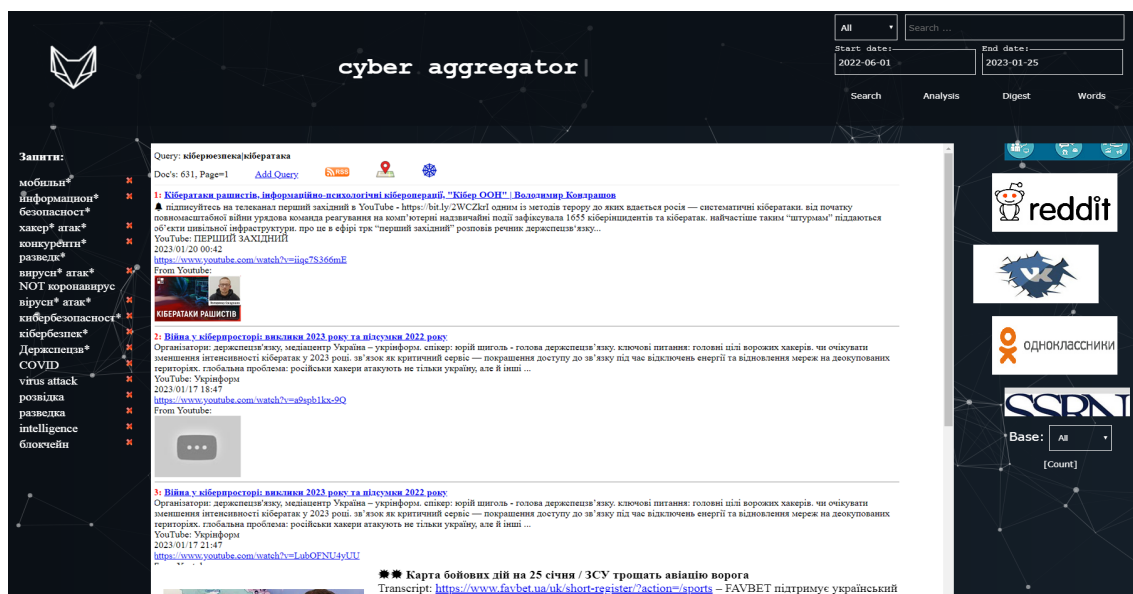 All
Search ...
cyber aggregator
Start date:
End date:
2022-06-01
2023-01-25
Search
Analysis
Digest
Words
Запити:
мобильн*
информацион*
безопасност*
хакер* атак*
конкурентн*
разведк*
вирусн* атак*
NOT коронавирус
вірусн* атак*
кибербезопасност*
кібербезпек*
Держспецзв*
COVID
virus attack
розвідка
разведка
intelligence
блокчейн
Query: кіберюезпека|кібератака
Doc's: 631, Page=1
Add Query
RSS
1: Кібератаки рашистів, інформаційно-психологічні кібероперації, "Кібер ООН" | Володимир Кондрашов
підписуйтесь на телеканал перший західний в YouTube - https://bit.ly/2WCZkrI одним із методів терору до яких вдається росія — систематичні кібератаки. від початку
повномасштабної війни урядова команда реагування на комп’ютерні надзвичайні події зафіксувала 1655 кіберінцидентів та кібератак. найчастіше таким “штурмам” піддаються
об’єкти цивільної інфраструктури. про це в ефірі трк “перший західний” розповів речник держспецзв’язку...
YouTube: ПЕРШИЙ ЗАХІДНИЙ
2023/01/20 00:42
https://www.youtube.com/watch?v=iiqc7S366mE
From Youtube:
КІБЕРАТАКИ РАШИСТІВ
2: Війна у кіберпросторі: виклики 2023 року та підсумки 2022 року
Організатори: держспецзв'язку, медіацентр Україна – укрінформ. спікер: юрій щиголь - голова держспецзв’язку. ключові питання: головні цілі ворожих хакерів. чи очікувати
зменшення інтенсивності кібератак у 2023 році. зв’язок як критичний сервіс — покращення доступу до зв’язку під час відключень енергії та відновлення мереж на деокупованих
територіях. глобальна проблема: російськи хакери атакують не тільки україну, але й інші ...
YouTube: Укрінформ
2023/01/17 18:47
https://www.youtube.com/watch?v=a9spb1kx-9Q
From Youtube:
3: Війна у кіберпросторі: виклики 2023 року та підсумки 2022 року
Організатори: держспецзв'язку, медіацентр Україна – укрінформ. спікер: юрій щиголь - голова держспецзв’язку. ключові питання: головні цілі ворожих хакерів. чи очікувати
зменшення інтенсивності кібератак у 2023 році. зв’язок як критичний сервіс — покращення доступу до зв’язку під час відключень енергії та відновлення мереж на деокупованих
територіях. глобальна проблема: російськи хакери атакують не тільки україну, але й інші ...
YouTube: Укрінформ
2023/01/17 21:47
https://www.youtube.com/watch?v=LubOFNU4yUU
Карта бойових дій на 25 січня / ЗСУ трощать авіацію ворога
Transcript: https://www.favbet.ua/uk/short-register/?action=/sports – FAVBET підтримує український
reddit
VK
одноклассники
SSRN
Base:
All
[Count]